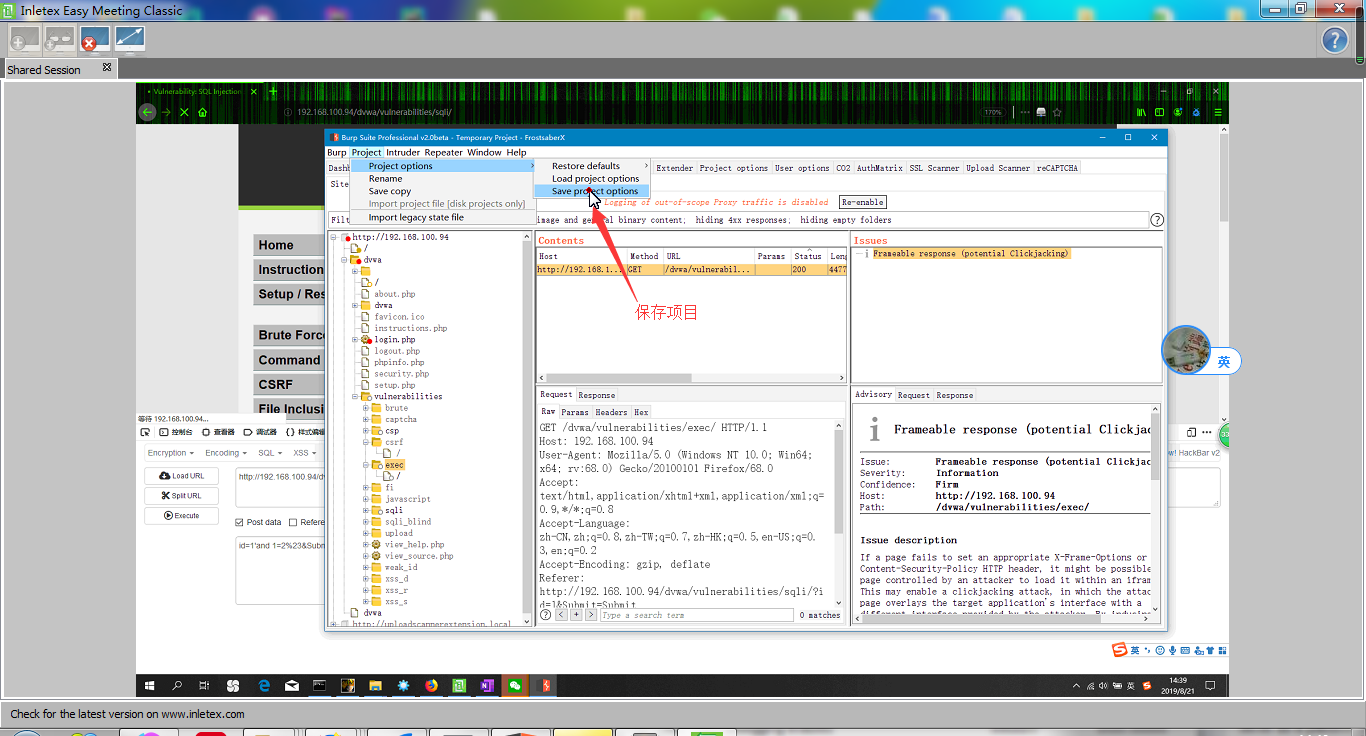 Inletex Easy Meeting Classic
Shared Session
Vulnerability: SQL Injection
192.168.100.94/dvwa/vulnerabilities/sqli/
170%
Burp Suite Professional v2.0beta - Temporary Project - FrostsaberX
Burp Project Intruder Repeater Window Help
Project options
Rename
Save copy
Import project file [disk projects only]
Import legacy state file
Restore defaults
Load project options
Save project options
Extender Project options User options CO2 AuthMatrix SSL Scanner Upload Scanner reCAPTCHA
Site
Logging of out-of-scope Proxy traffic is disabled Re-enable
image and general binary content; hiding 4xx responses; hiding empty folders
保存项目
Home
Instruction
Setup / Res
Brute Force
Command
CSRF
File Inclusi
http://192.168.100.94
/
dvwa
/
about.php
dvwa
favicon.ico
instructions.php
login.php
logout.php
phpinfo.php
security.php
setup.php
vulnerabilities
brute
captcha
csp
csrf
/
exec
/
fi
javascript
sqli
sqli_blind
upload
view_help.php
view_source.php
weak_id
xss_d
xss_r
xss_s
dvwa
http://uploadscannerextension.local
Contents
Host Method URL Params Status Leng
http://192.168.1... GET /dvwa/vulnerabil... 200 4477
Issues
Frameable response (potential Clickjacking)
Request Response
Raw Params Headers Hex
GET /dvwa/vulnerabilities/exec/ HTTP/1.1
Host: 192.168.100.94
User-Agent: Mozilla/5.0 (Windows NT 10.0; Win64;
x64; rv:68.0) Gecko/20100101 Firefox/68.0
Accept:
text/html,application/xhtml+xml,application/xml;q=
0.9,*/*;q=0.8
Accept-Language:
zh-CN,zh;q=0.8,zh-TW;q=0.7,zh-HK;q=0.5,en-US;q=0.
3,en;q=0.2
Accept-Encoding: gzip, deflate
Referer:
http://192.168.100.94/dvwa/vulnerabilities/sqli/?i
d=1&Submit=Submit
Type a search term
0 matches
Advisory Request Response
Frameable response (potential Clickjac
Issue: Frameable response (potential Clickjac
Severity: Information
Confidence: Firm
Host: http://192.168.100.94
Path: /dvwa/vulnerabilities/exec/
Issue description
If a page fails to set an appropriate X-Frame-Options or
Content-Security-Policy HTTP header, it might be possible
page controlled by an attacker to load it within an ifram
This may enable a clickjacking attack, in which the attac
page overlays the target application's interface with a
different interface provided by the attacker. By inducing
等待 192.168.100.94...
控制台 查看器 调试器 样式编辑
Encryption Encoding SQL XSS
Load URL
http://192.168.100.94/dv
Split URL
Execute
Post data Refere
id=1'and 1=2%23&Subm
HackBar v2
英
英
英
14:39
2019/8/21
Check for the latest version on www.inletex.com